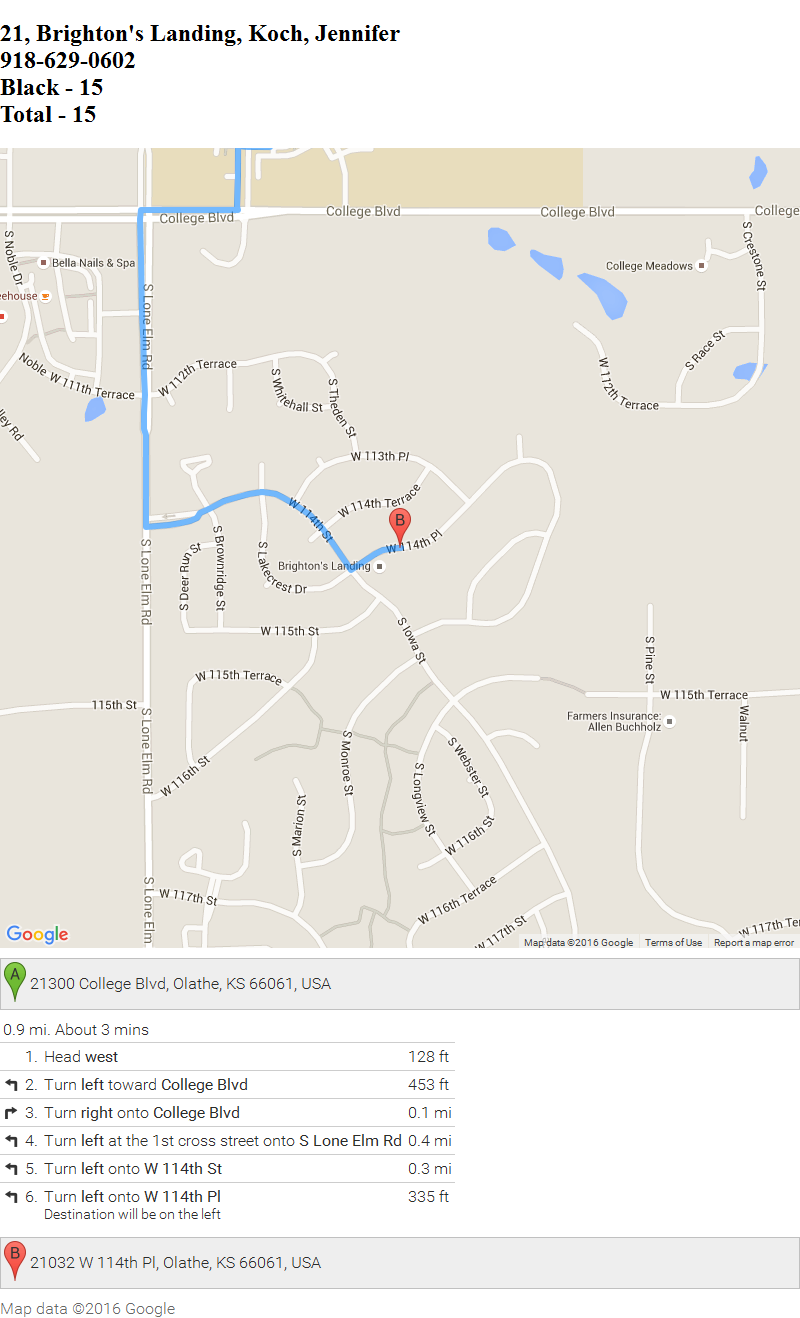 21, Brighton's Landing, Koch, Jennifer
918-629-0602
Black - 15
Total - 15
College Blvd
College Blvd
College Blvd
College
S Noble Dr
Bella Nails & Spa
eehouse
S Lone Elm Rd
College Meadows
S Crestone St
S Race St
W 112th Terrace
Noble
W 111th Terrace
W 112th Terrace
S Whitehall St
S Theden St
lley Rd
W 113th Pl
W 114th Terrace
W 114th St
B
W 114th Pl
Brighton's Landing
S Lone Elm Rd
S Deer Run St
S Brownridge St
S Lakecrest Dr
W 115th St
S Iowa St
S Pine St
W 115th Terrace
W 115th Terrace
115th St
S Lone Elm Rd
Farmers Insurance:
Allen Buchholz
Walnut
W 116th St
S Monroe St
S Webster St
S Longview St
S Marion St
W 116th St
W 117th St
S Lone Elm
W 116th Terrace
W 117th St
W 117th Te
Google
Map data ©2016 Google Terms of Use Report a map error
A 21300 College Blvd, Olathe, KS 66061, USA
0.9 mi. About 3 mins
1. Head west 128 ft
2. Turn left toward College Blvd 453 ft
3. Turn right onto College Blvd 0.1 mi
4. Turn left at the 1st cross street onto S Lone Elm Rd 0.4 mi
5. Turn left onto W 114th St 0.3 mi
6. Turn left onto W 114th Pl 335 ft
Destination will be on the left
B 21032 W 114th Pl, Olathe, KS 66061, USA
Map data ©2016 Google